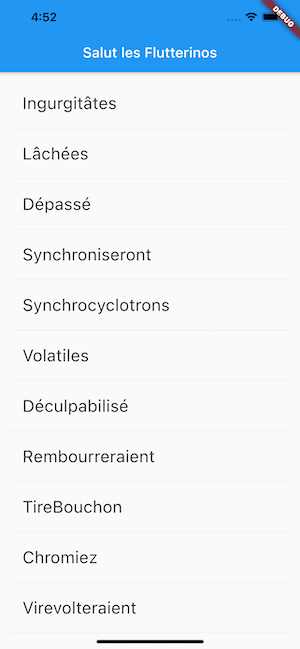 4:52
DEBUG
Salut les Flutterinos
Ingurgitâtes
Lâchées
Dépassé
Synchroniseront
Synchrocyclotrons
Volatiles
Déculpabilisé
Rembourreraient
TireBouchon
Chromiez
Virevolteraient